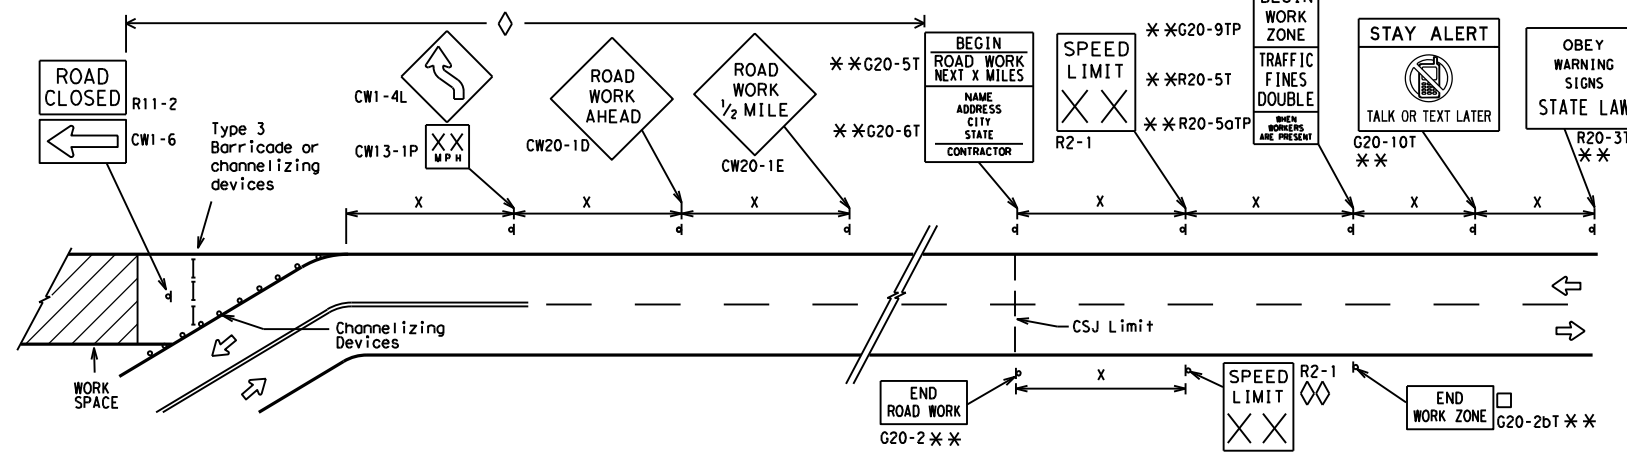 ROAD
CLOSED
R11-2
CW1-6
Type 3
Barricade or
channelizing
devices
CW1-4L
XX
MPH
CW13-1P
ROAD
WORK
AHEAD
CW20-1D
ROAD
WORK
1/2 MILE
CW20-1E
**G20-5T
BEGIN
ROAD WORK
NEXT X MILES
**G20-6T
NAME
ADDRESS
CITY
STATE
CONTRACTOR
SPEED
LIMIT
XX
R2-1
**G20-9TP
BEGIN
WORK
ZONE
**R20-5T
TRAFFIC
FINES
DOUBLE
**R20-5aTP
WHEN
WORKERS
ARE PRESENT
STAY ALERT
TALK OR TEXT LATER
G20-10T
**
OBEY
WARNING
SIGNS
STATE LAW
R20-3T
**
X
X
X
X
X
X
X
Channelizing
Devices
WORK
SPACE
CSJ Limit
X
END
ROAD WORK
G20-2**
SPEED
LIMIT
XX
R2-1
END
WORK ZONE
G20-2bT**